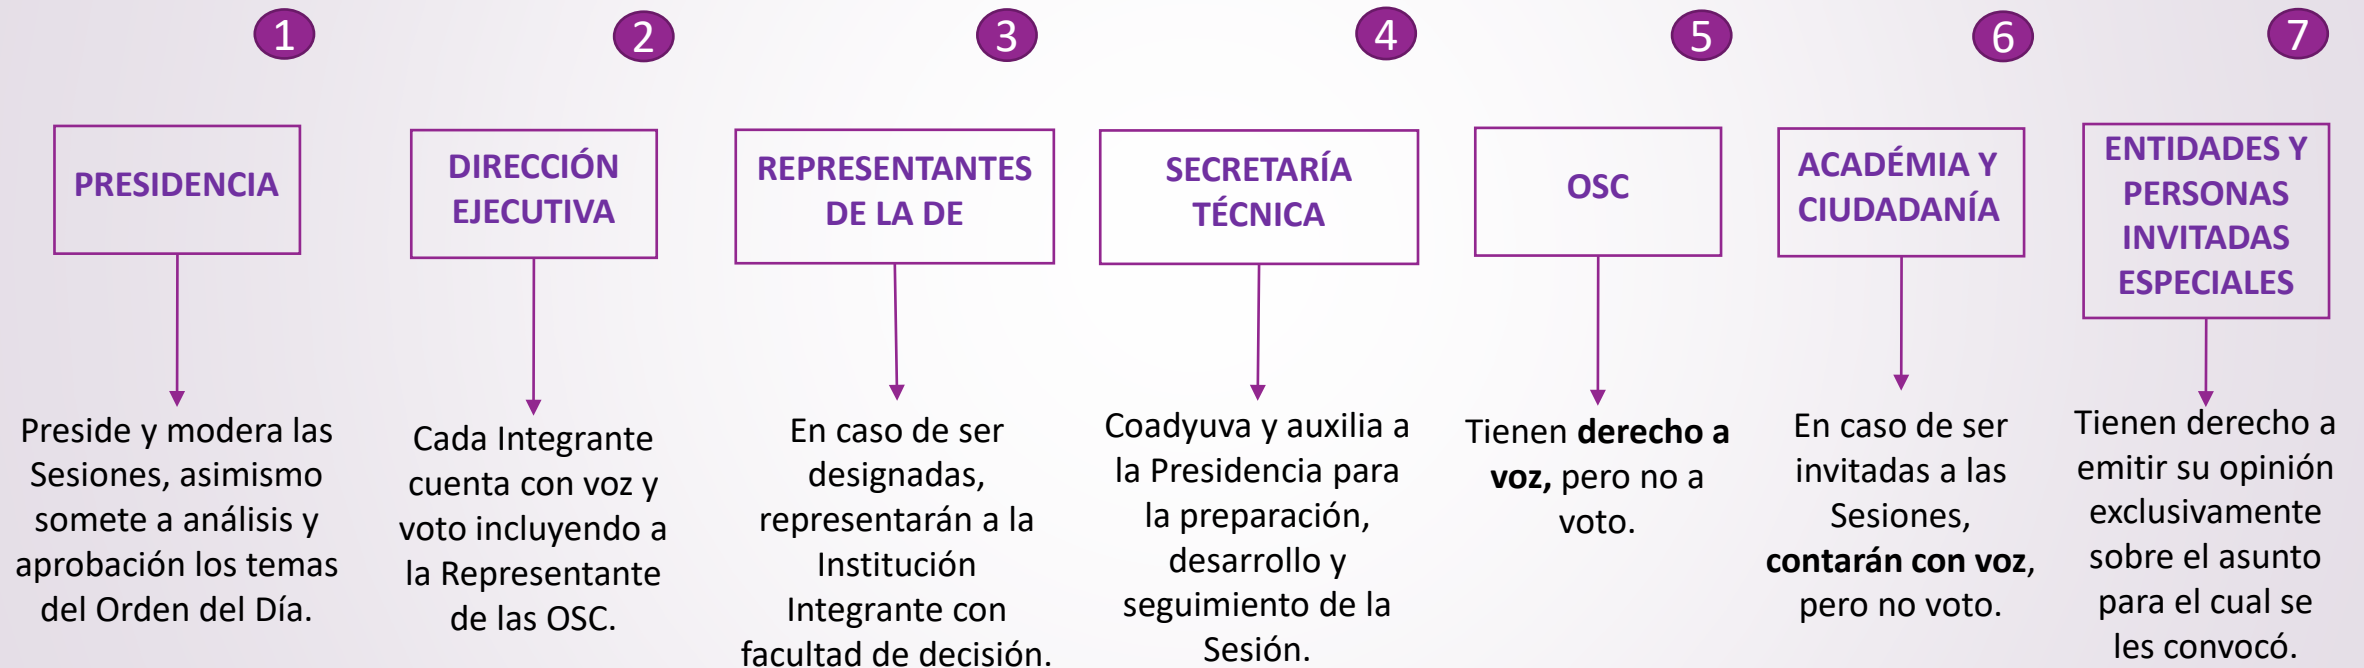 1
PRESIDENCIA
Preside y modera las
Sesiones, asimismo
somete a análisis y
aprobación los temas
del Orden del Día.
2
DIRECCIÓN
EJECUTIVA
Cada Integrante
cuenta con voz y
voto incluyendo a
la Representante
de las OSC.
3
REPRESENTANTES
DE LA DE
En caso de ser
designadas,
representarán a la
Institución
Integrante con
facultad de decisión.
4
SECRETARÍA
TÉCNICA
Coadyuva y auxilia a
la Presidencia para
la preparación,
desarrollo y
seguimiento de la
Sesión.
5
OSC
Tienen derecho a
voz, pero no a
voto.
6
ACADÉMIA Y
CIUDADANÍA
En caso de ser
invitadas a las
Sesiones,
contarán con voz,
pero no voto.
7
ENTIDADES Y
PERSONAS
INVITADAS
ESPECIALES
Tienen derecho a
emitir su opinión
exclusivamente
sobre el asunto
para el cual se
les convocó.